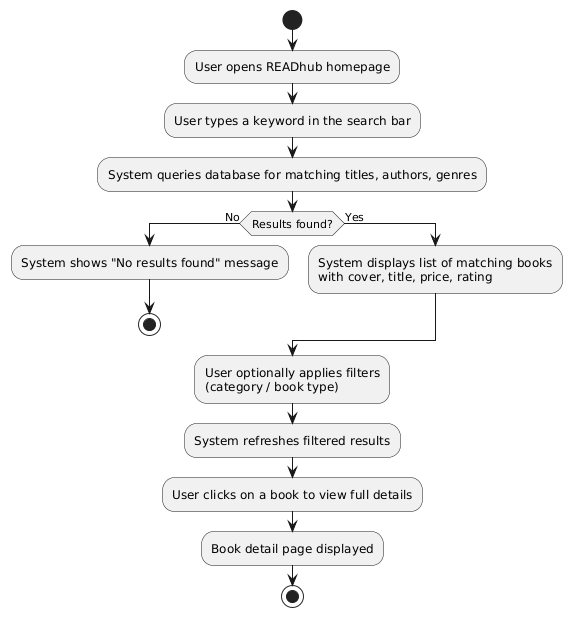 User opens READhub homepage
User types a keyword in the search bar
System queries database for matching titles, authors, genres
No
Results found?
Yes
System shows "No results found" message
System displays list of matching books
with cover, title, price, rating
User optionally applies filters
(category / book type)
System refreshes filtered results
User clicks on a book to view full details
Book detail page displayed